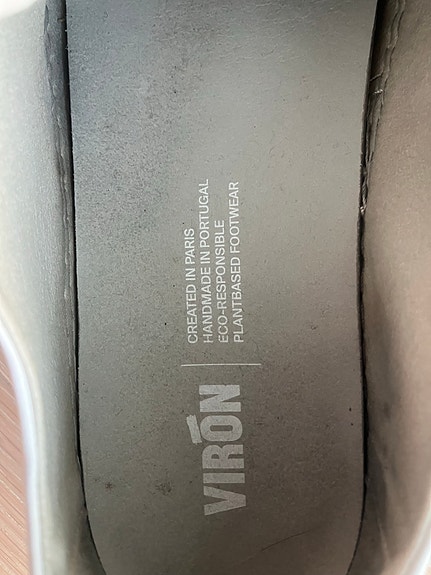 VIRÓN
CREATED IN PARIS
HANDMADE IN PORTUGAL
ECO-RESPONSIBLE
PLANTBASED FOOTWEAR